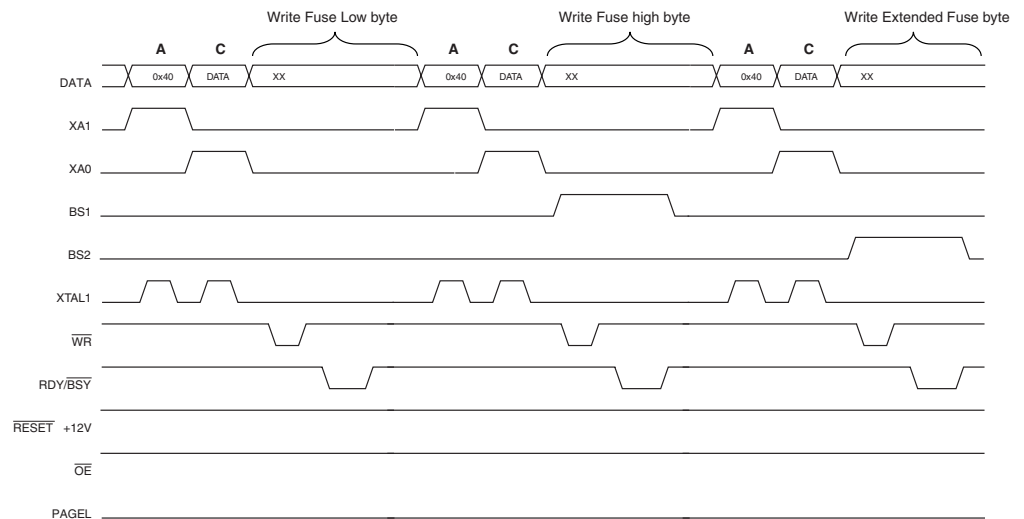 Write Fuse Low byte Write Fuse high byte Write Extended Fuse byte
A C A C A C
DATA 0x40 DATA XX 0x40 DATA XX 0x40 DATA XX
XA1
XA0
BS1
BS2
XTAL1
WR
RDY/BSY
RESET +12V
OE
PAGEL